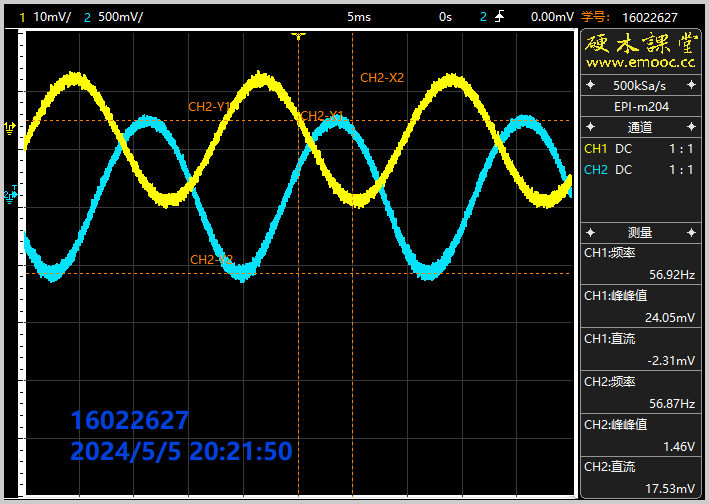 1 10mV/ 2 500mV/ 5ms 0s 2 0.00mV 学号: 16022627
硬木課堂
www.emooc.cc
500kSa/s
EPI-m204
通道
CH1 DC 1 : 1
CH2 DC 1 : 1
测量
CH1:频率
56.92Hz
CH1:峰峰值
24.05mV
CH1:直流
-2.31mV
CH2:频率
56.87Hz
CH2:峰峰值
1.46V
CH2:直流
17.53mV
CH2-X2
CH2-Y1
CH2-X1
1
2
T
CH2-Y2
16022627
2024/5/5 20:21:50